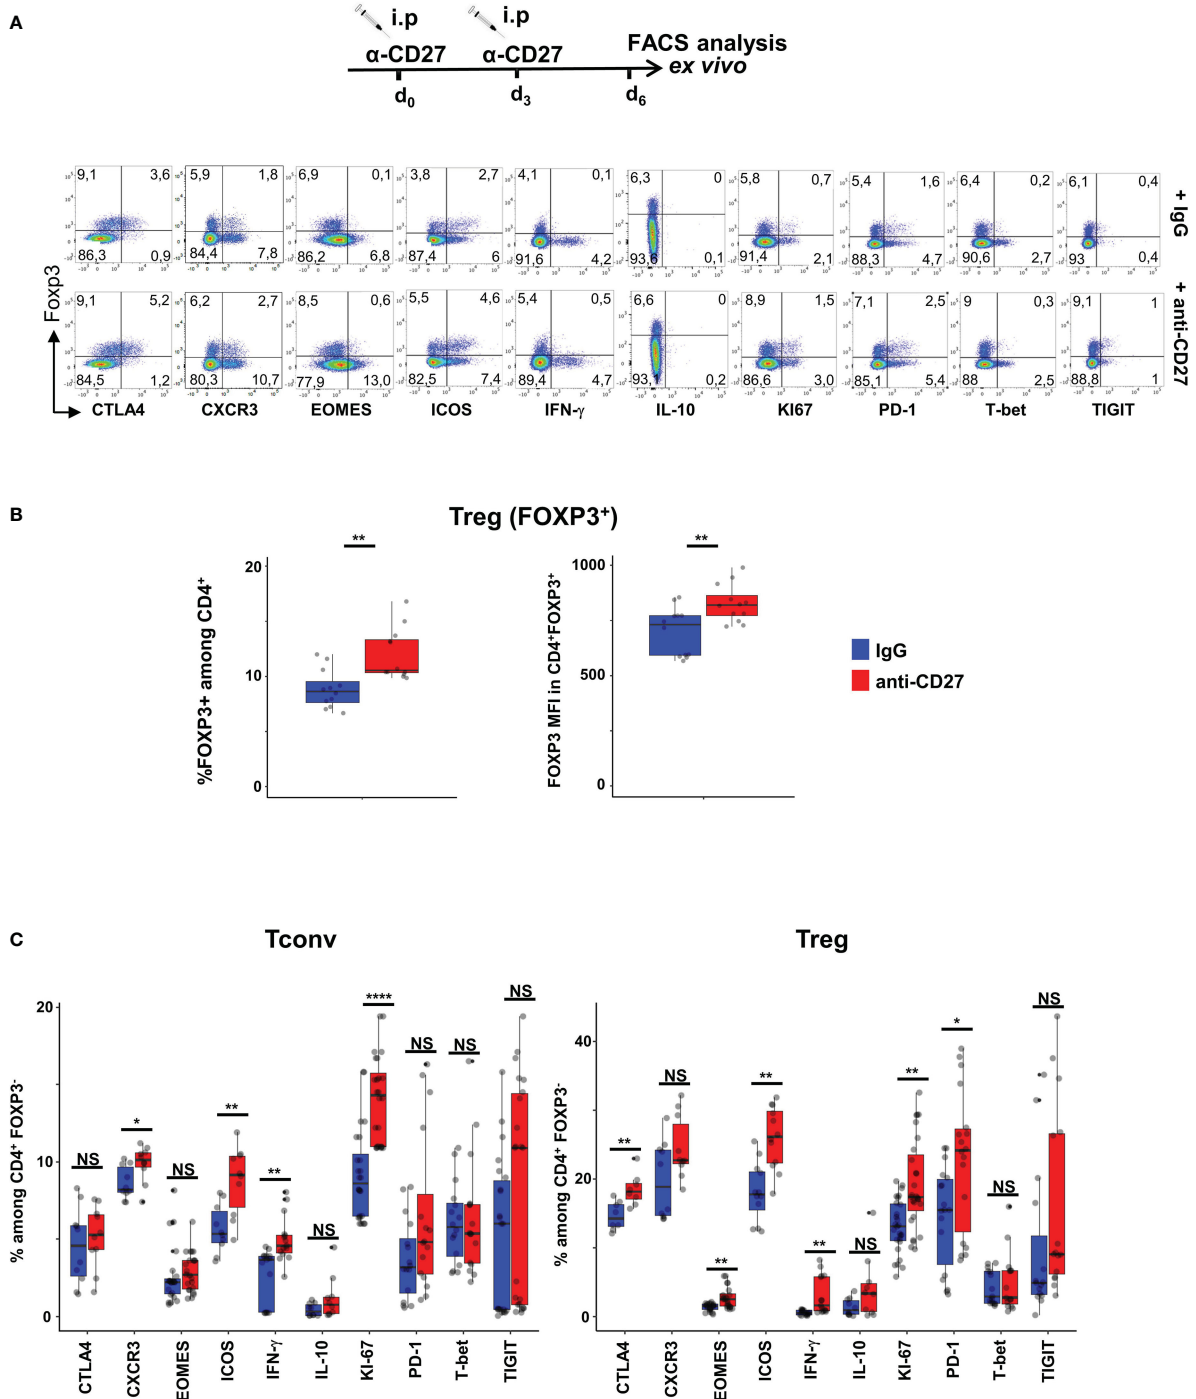 A
i.p i.p
α-CD27 α-CD27 FACS analysis
ex vivo
d0 d3 d6
9,1 3,6 5,9 1,8 6,9 0,1 3,8 2,7 4,1 0,1 6,3 0 5,8 0,7 5,4 1,6 6,4 0,2 6,1 0,4
86,3 0,9 84,4 7,8 86,2 6,8 87,4 6 91,6 4,2 93,6 0,1 91,4 2,1 88,3 4,7 90,6 2,7 93 0,4
+ IgG
9,1 5,2 6,2 2,7 8,5 0,6 5,5 4,6 5,4 0,5 6,6 0 8,9 1,5 7,1 2,5 9 0,3 9,1 1
84,5 1,2 80,3 10,7 77,9 13,0 82,5 7,4 89,4 4,7 93,1 0,2 86,6 3,0 85,1 5,4 88 2,5 88,8 1
+ anti-CD27
Foxp3
CTLA4 CXCR3 EOMES ICOS IFN-γ IL-10 KI67 PD-1 T-bet TIGIT
B
Treg (FOXP3+)
** **
%FOXP3+ among CD4+
20
10
0
FOXP3 MFI in CD4+FOXP3+
1000
500
0
IgG
anti-CD27
C
Tconv
% among CD4+ FOXP3-
20
10
0
NS * NS ** ** NS **** NS NS NS
CTLA4 CXCR3 EOMES ICOS IFN-γ IL-10 KI-67 PD-1 T-bet TIGIT
Treg
% among CD4+ FOXP3-
40
20
0
** NS ** ** ** NS ** * NS NS
CTLA4 CXCR3 EOMES ICOS IFN-γ IL-10 KI-67 PD-1 T-bet TIGIT